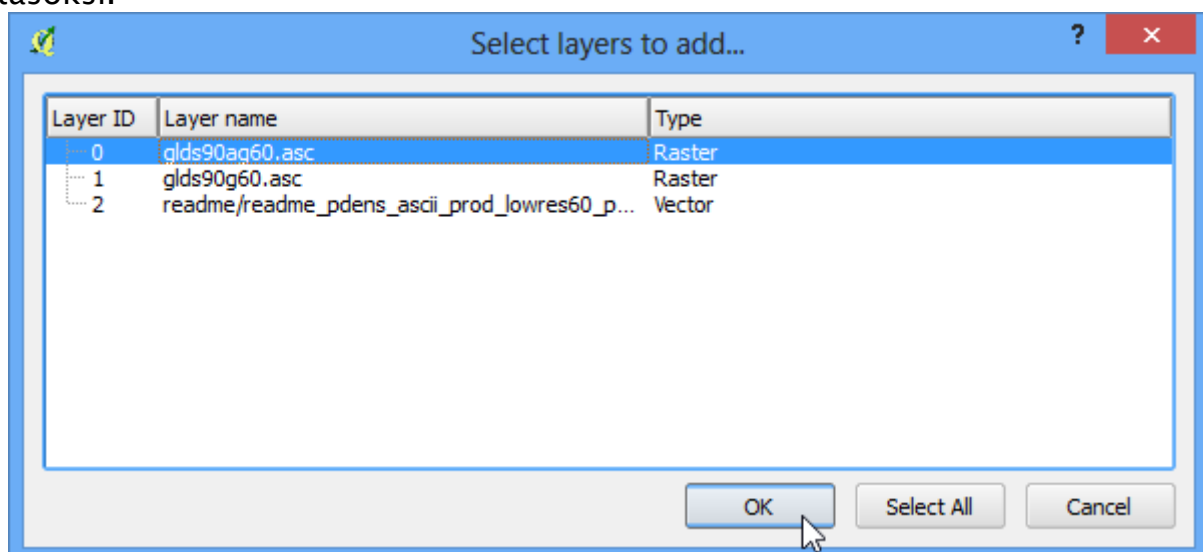 Select layers to add... ?
Layer ID Layer name Type
0 glds90ag60.asc Raster
1 glds90g60.asc Raster
2 readme/readme_pdens_ascii_prod_lowres60_p... Vector
OK Select All Cancel